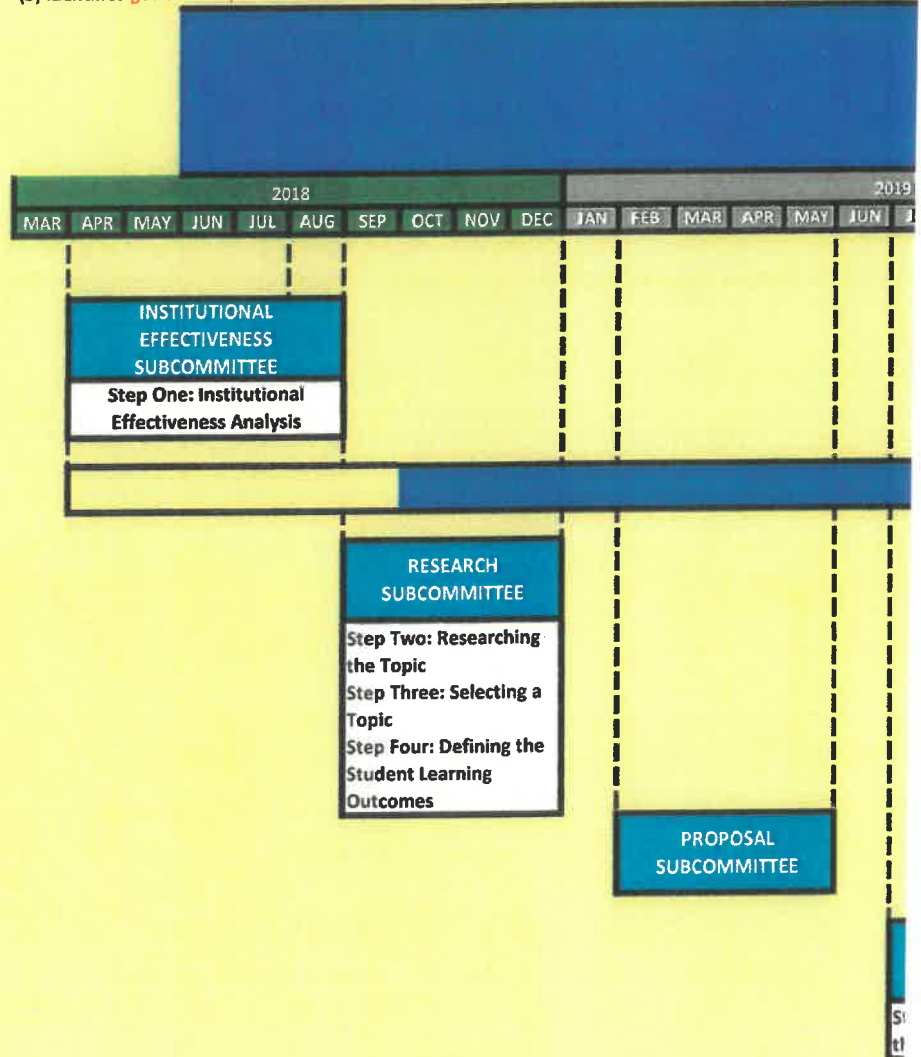 2018
2019
MAR APR MAY JUN JUL AUG SEP OCT NOV DEC JAN FEB MAR APR MAY JUN
INSTITUTIONAL
EFFECTIVENESS
SUBCOMMITTEE
Step One: Institutional
Effectiveness Analysis
RESEARCH
SUBCOMMITTEE
Step Two: Researching
the Topic
Step Three: Selecting a
Topic
Step Four: Defining the
Student Learning
Outcomes
PROPOSAL
SUBCOMMITTEE